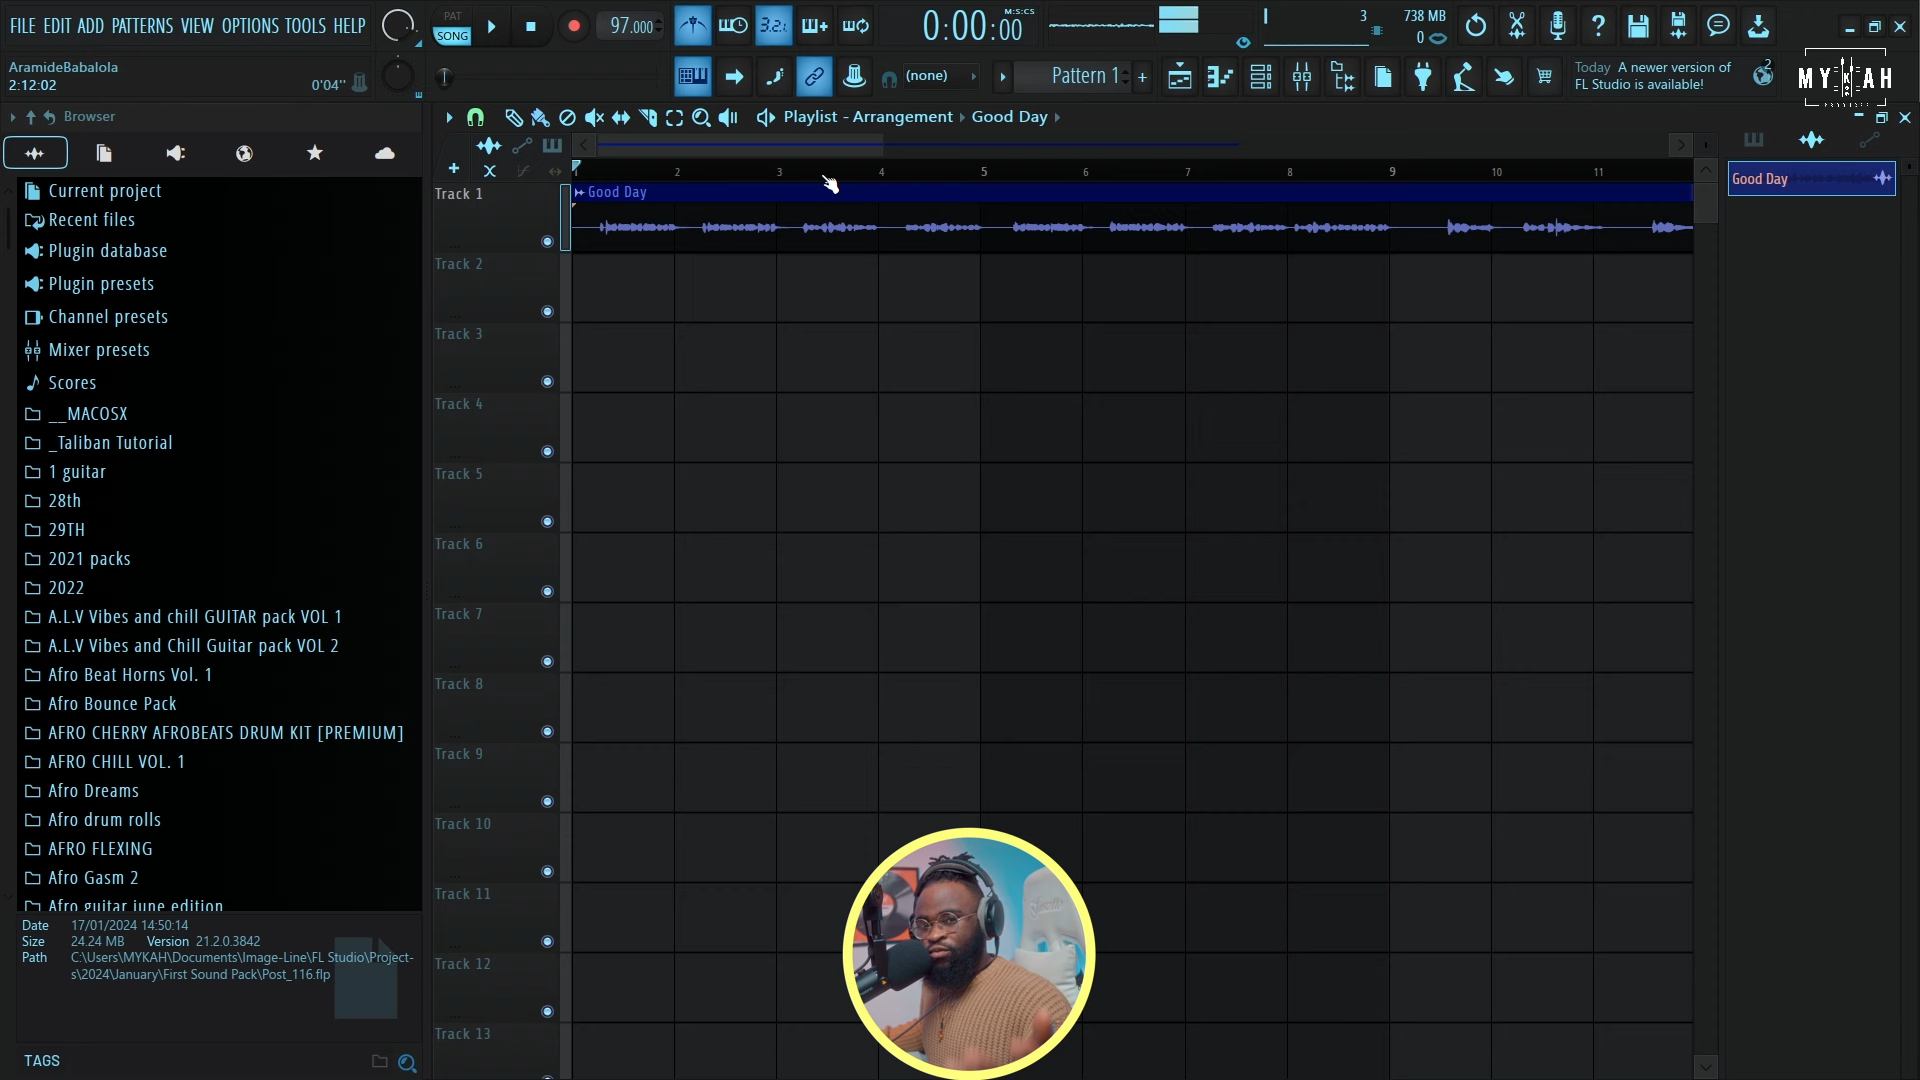 FILE EDIT ADD PATTERNS VIEW OPTIONS TOOLS HELP
PAT
SONG
97.000
3.2.
0:00:00
M:S:CS
3
738 MB
0
AramideBabalola
2:12:02
0'04"
(none)
Pattern 1
Today A newer version of
FL Studio is available!
2
MYKAH
Browser
Playlist - Arrangement Good Day
Current project
Recent files
Plugin database
Plugin presets
Channel presets
Mixer presets
Scores
__MACOSX
_Taliban Tutorial
1 guitar
28th
29TH
2021 packs
2022
A.L.V Vibes and chill GUITAR pack VOL 1
A.L.V Vibes and Chill Guitar pack VOL 2
Afro Beat Horns Vol. 1
Afro Bounce Pack
AFRO CHERRY AFROBEATS DRUM KIT [PREMIUM]
AFRO CHILL VOL. 1
Afro Dreams
Afro drum rolls
AFRO FLEXING
Afro Gasm 2
Afro guitar june edition
Date 17/01/2024 14:50:14
Size 24.24 MB Version 21.2.0.3842
Path C:\Users\MYKAH\Documents\Image-Line\FL Studio\Project-
s\2024\January\First Sound Pack\Post_116.flp
TAGS
1 2 3 4 5 6 7 8 9 10 11
Track 1
Good Day
Track 2
Track 3
Track 4
Track 5
Track 6
Track 7
Track 8
Track 9
Track 10
Track 11
Track 12
Track 13
Good Day